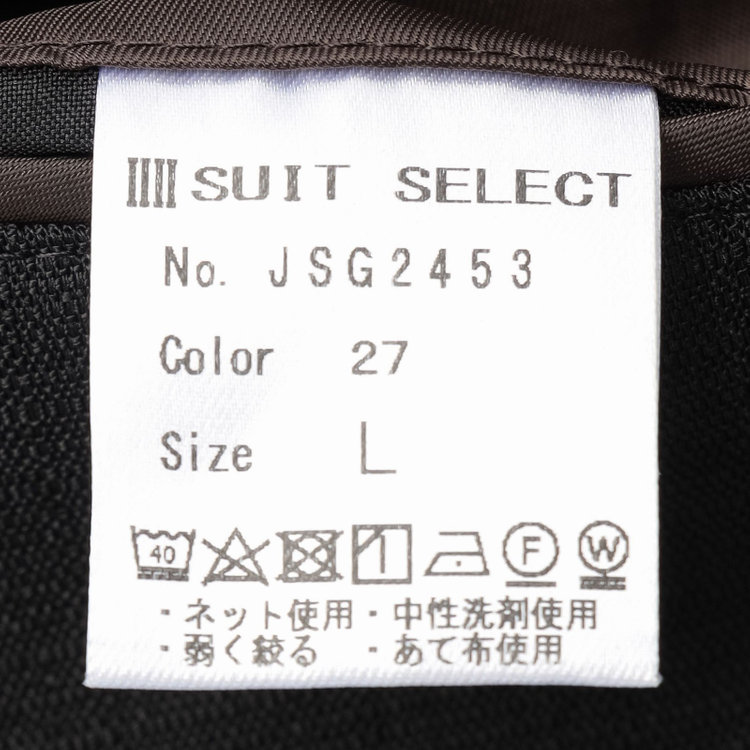 SUIT SELECT
No. JSG2453
Color 27
Size L
40 F W
・ネット使用・中性洗剤使用
・弱く絞る ・あて布使用